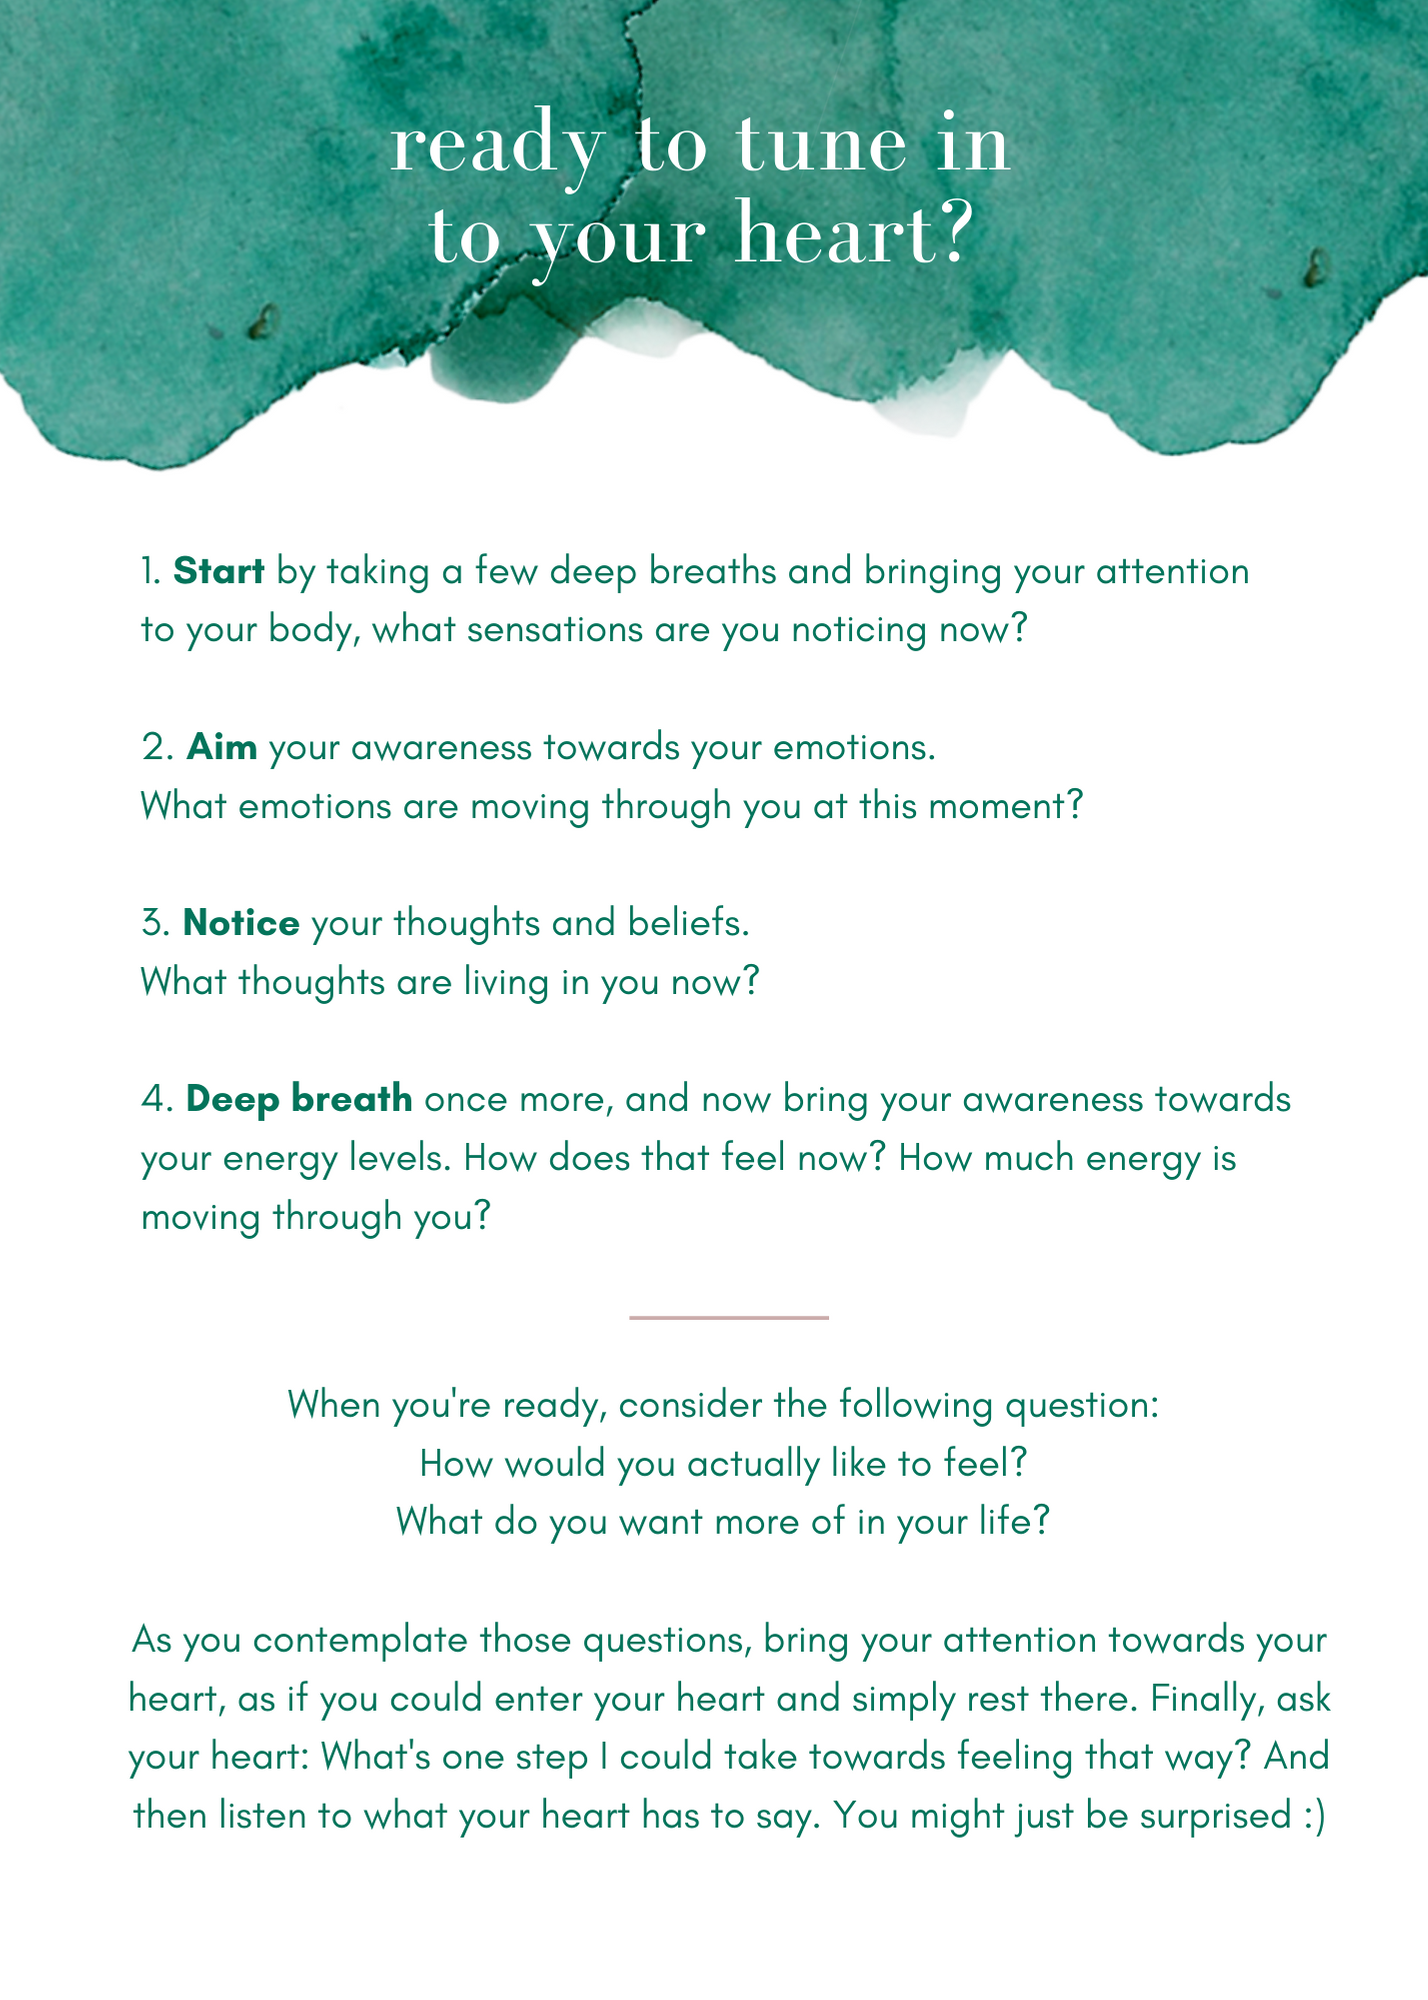 ready to tune in
to your heart?
1. Start by taking a few deep breaths and bringing your attention
to your body, what sensations are you noticing now?
2. Aim your awareness towards your emotions.
What emotions are moving through you at this moment?
3. Notice your thoughts and beliefs.
What thoughts are living in you now?
4. Deep breath once more, and now bring your awareness towards
your energy levels. How does that feel now? How much energy is
moving through you?
When you're ready, consider the following question:
How would you actually like to feel?
What do you want more of in your life?
As you contemplate those questions, bring your attention towards your
heart, as if you could enter your heart and simply rest there. Finally, ask
your heart: What's one step I could take towards feeling that way? And
then listen to what your heart has to say. You might just be surprised :)